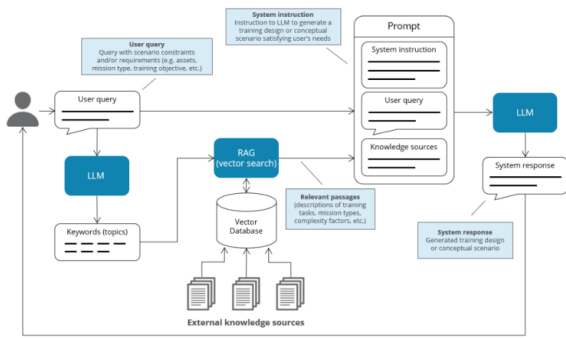 User query
Query with scenario constraints
and/or requirements (e.g. assets,
mission type, training objective, etc.)
System instruction
Instruction to LLM to generate a
training design or conceptual
scenario satisfying user's needs
Prompt
System instruction
User query
Knowledge sources
User query
LLM
Keywords (topics)
RAG
(vector search)
Vector
Database
External knowledge sources
Relevant passages
(descriptions of training
tasks, mission types,
complexity factors, etc.)
LLM
System response
System response
Generated training design
or conceptual scenario